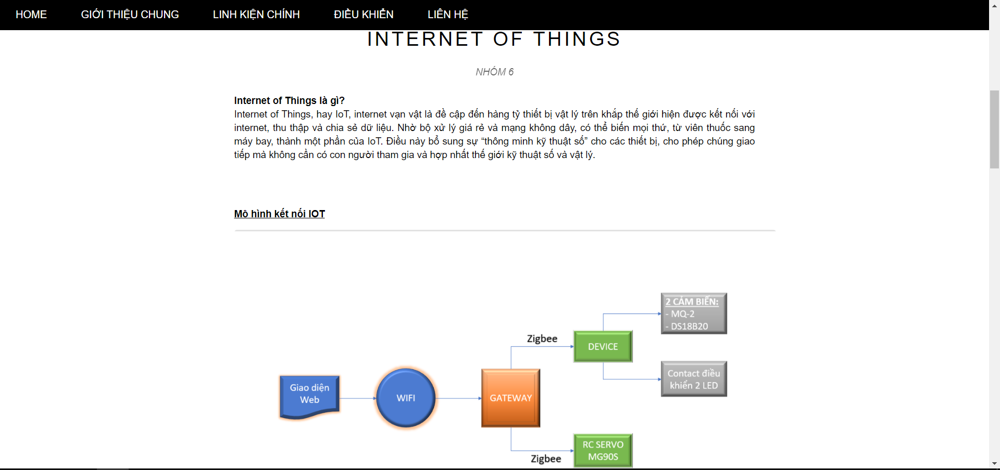 HOME GIỚI THIỆU CHUNG LINH KIỆN CHÍNH ĐIỀU KHIỂN LIÊN HỆ
INTERNET OF THINGS
NHÓM 6
Internet of Things là gì?
Internet of Things, hay IoT, internet vạn vật là đề cập đến hàng tỷ thiết bị vật lý trên khắp thế giới hiện được kết nối với
internet, thu thập và chia sẻ dữ liệu. Nhờ bộ xử lý giá rẻ và mạng không dây, có thể biến mọi thứ, từ viên thuốc sang
máy bay, thành một phần của IoT. Điều này bổ sung sự “thông minh kỹ thuật số” cho các thiết bị, cho phép chúng giao
tiếp mà không cần có con người tham gia và hợp nhất thế giới kỹ thuật số và vật lý.
Mô hình kết nối IOT
2 CẢM BIẾN:
- MQ-2
- DS18B20
Zigbee
DEVICE
Contact điều
khiển 2 LED
Giao diện
Web
WIFI
GATEWAY
RC SERVO
MG90S
Zigbee